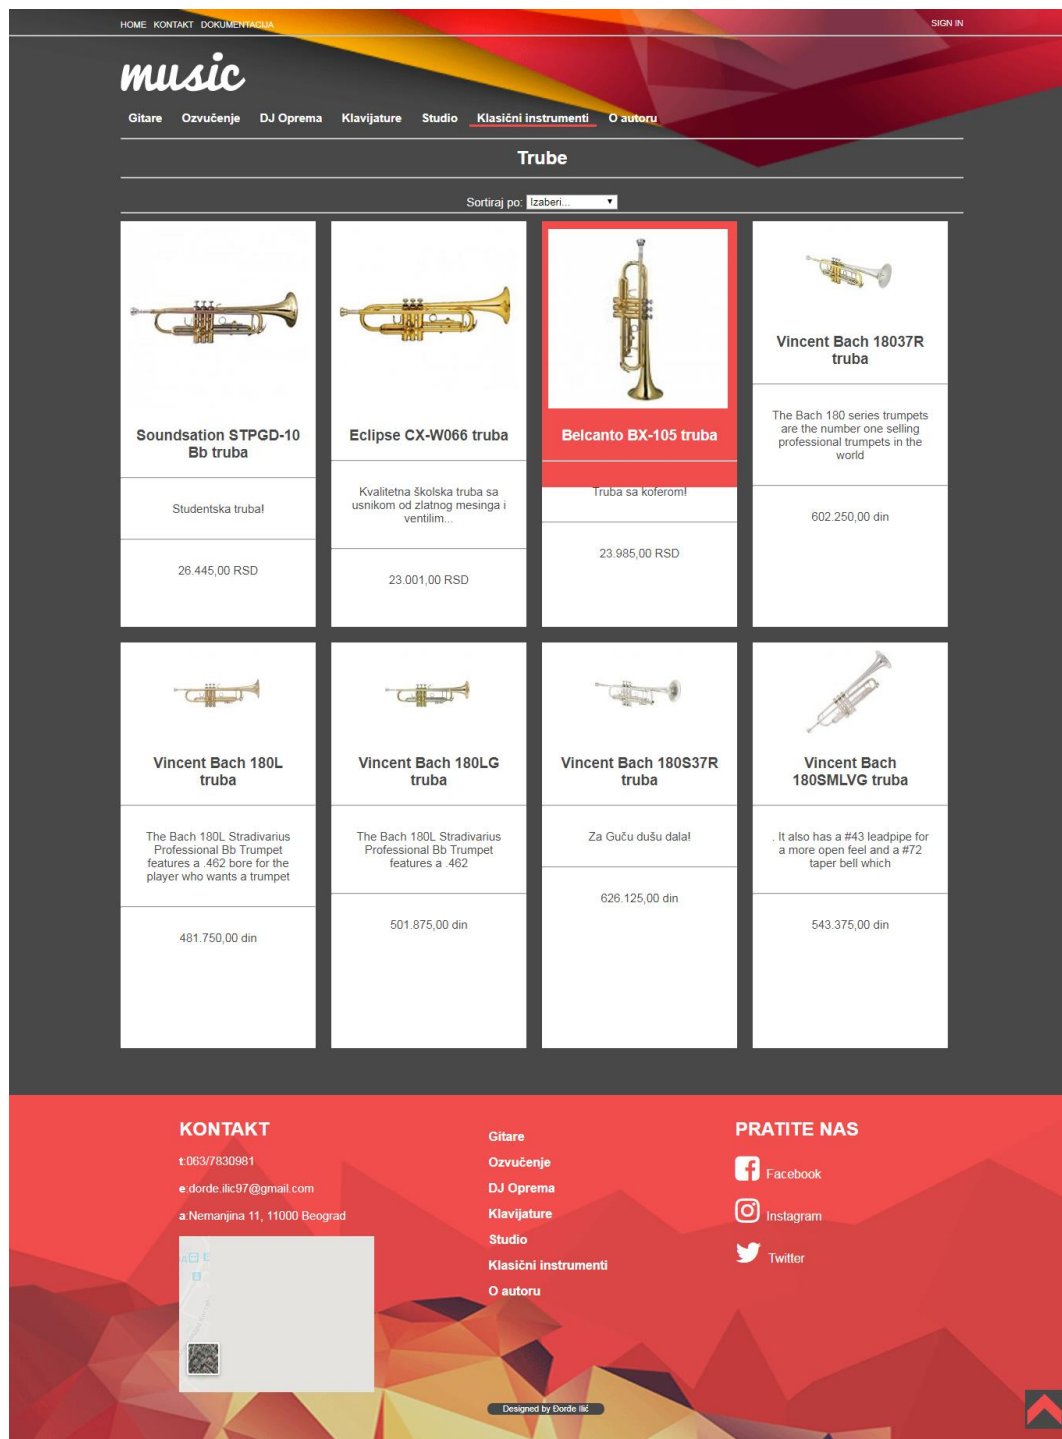 HOME KONTAKT DOKUMENTACIJA
SIGN IN
music
Gitare Ozvučenje DJ Oprema Klavijature Studio Klasični instrumenti O autoru
Trube
Sortiraj po: Izaberi...
Soundsation STPGD-10
Bb truba
Studentska truba!
26.445,00 RSD
Eclipse CX-W066 truba
Kvalitetna školska truba sa
usnikom od zlatnog mesinga i
ventilim...
23.001,00 RSD
Belcanto BX-105 truba
Truba sa koferom!
23.985,00 RSD
Vincent Bach 18037R
truba
The Bach 180 series trumpets
are the number one selling
professional trumpets in the
world
602.250,00 din
Vincent Bach 180L
truba
The Bach 180L Stradivarius
Professional Bb Trumpet
features a .462 bore for the
player who wants a trumpet
481.750,00 din
Vincent Bach 180LG
truba
The Bach 180L Stradivarius
Professional Bb Trumpet
features a .462
501.875,00 din
Vincent Bach 180S37R
truba
Za Guču dušu dala!
626.125,00 din
Vincent Bach
180SMLVG truba
. It also has a #43 leadpipe for
a more open feel and a #72
taper bell which
543.375,00 din
KONTAKT
t:063/7830981
e:dorde.ilic97@gmail.com
a:Nemanjina 11, 11000 Beograd
Gitare
Ozvučenje
DJ Oprema
Klavijature
Studio
Klasični instrumenti
O autoru
PRATITE NAS
Facebook
Instagram
Twitter
Designed by Đorđe Ilić